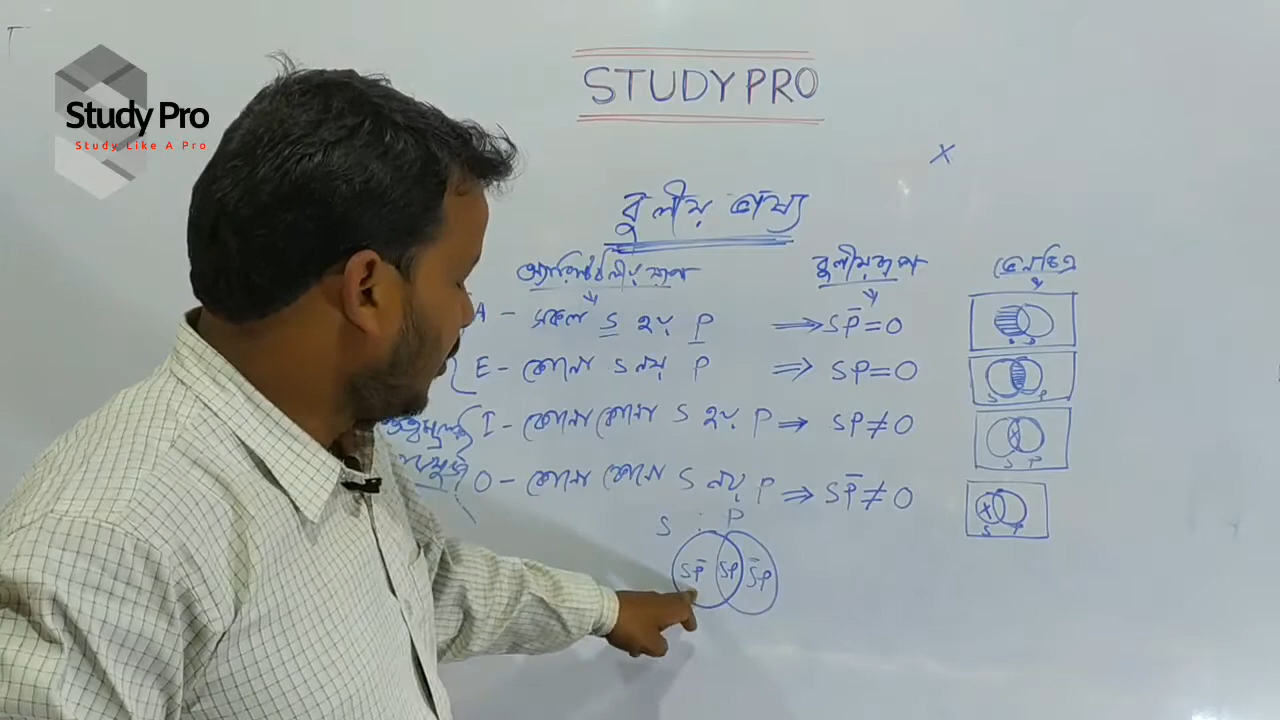 Study Pro
Study Like A Pro
STUDY PRO
X
বুলীয় ভাষ্য
অ্যারিস্টটলীয় রূপ বুলীয় রূপ ভেনচিত্র
A - সকল S হয় P ⇒ SP̄ = 0
S P
E - কোনো S নয় P ⇒ SP = 0
S P
I - কোনো কোনো S হয় P ⇒ SP ≠ 0
X
S P
O - কোনো কোনো S নয় P ⇒ SP̄ ≠ 0
X
S P
S P
SP̄ SP S̄P